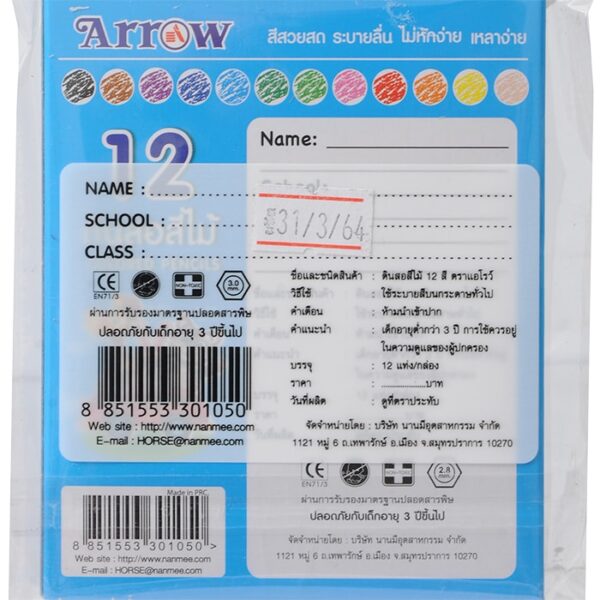 Arrow
สีสวยสด ระบายลื่น ไม่หักง่าย เหลาง่าย
12
Name:
NAME :
SCHOOL :
CLASS :
31/3/64
EN71/3
NON-TOXIC
3.0 mm.
ผ่านการรับรองมาตรฐานปลอดสารพิษ
ปลอดภัยกับเด็กอายุ 3 ปีขึ้นไป
8 851553 301050
Web site : http://www.nanmee.com
E-mail : HORSE@nanmee.com
ชื่อและชนิดสินค้า : ดินสอสีไม้ 12 สี ตราแอโรว์
วิธีใช้ : ใช้ระบายสีบนกระดาษทั่วไป
คำเตือน : ห้ามนำเข้าปาก
คำแนะนำ : เด็กอายุต่ำกว่า 3 ปี การใช้ควรอยู่
ในความดูแลของผู้ปกครอง
บรรจุ : 12 แท่ง/กล่อง
ราคา : ....................บาท
วันที่ผลิต : ดูที่ตราประทับ
จัดจำหน่ายโดย : บริษัท นานมีอุตสาหกรรม จำกัด
1121 หมู่ 6 ถ.เทพารักษ์ อ.เมือง จ.สมุทรปราการ 10270
Made in PRC.
8 851553 301050>
Web site : http://www.nanmee.com
E-mail : HORSE@nanmee.com
EN71/3
NON-TOXIC
2.8 mm.
ผ่านการรับรองมาตรฐานปลอดสารพิษ
ปลอดภัยกับเด็กอายุ 3 ปีขึ้นไป
จัดจำหน่ายโดย : บริษัท นานมีอุตสาหกรรม จำกัด
1121 หมู่ 6 ถ.เทพารักษ์ อ.เมือง จ.สมุทรปราการ 10270